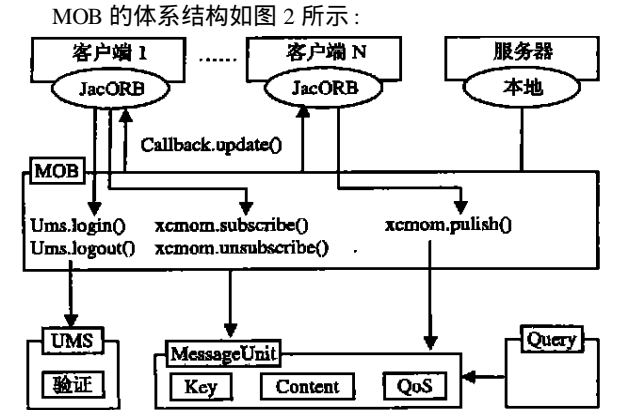 MOB 的体系结构如图 2 所示：
客户端 1 ...... 客户端 N 服务器
JacORB JacORB 本地
Callback.update()
MOB
Ums.login() xcmom.subscribe() xcmom.pulish()
Ums.logout() xcmom.unsubscribe()
UMS MessageUnit Query
验证 Key Content QoS